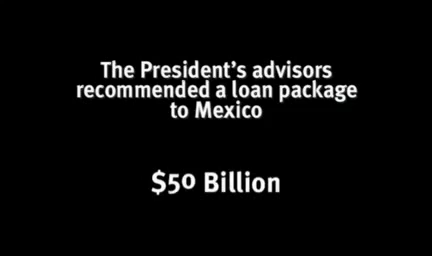 The President's advisors
recommended a loan package
to Mexico
$50 Billion